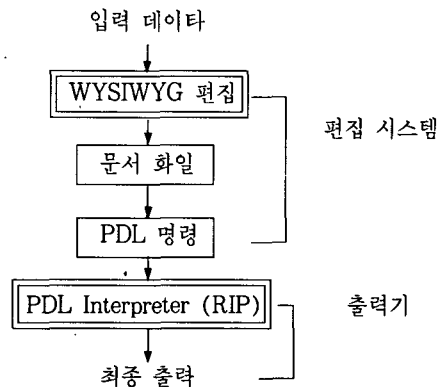 입력 데이타
WYSIWYG 편집
편집 시스템
문서 화일
PDL 명령
PDL Interpreter (RIP)
출력기
최종 출력